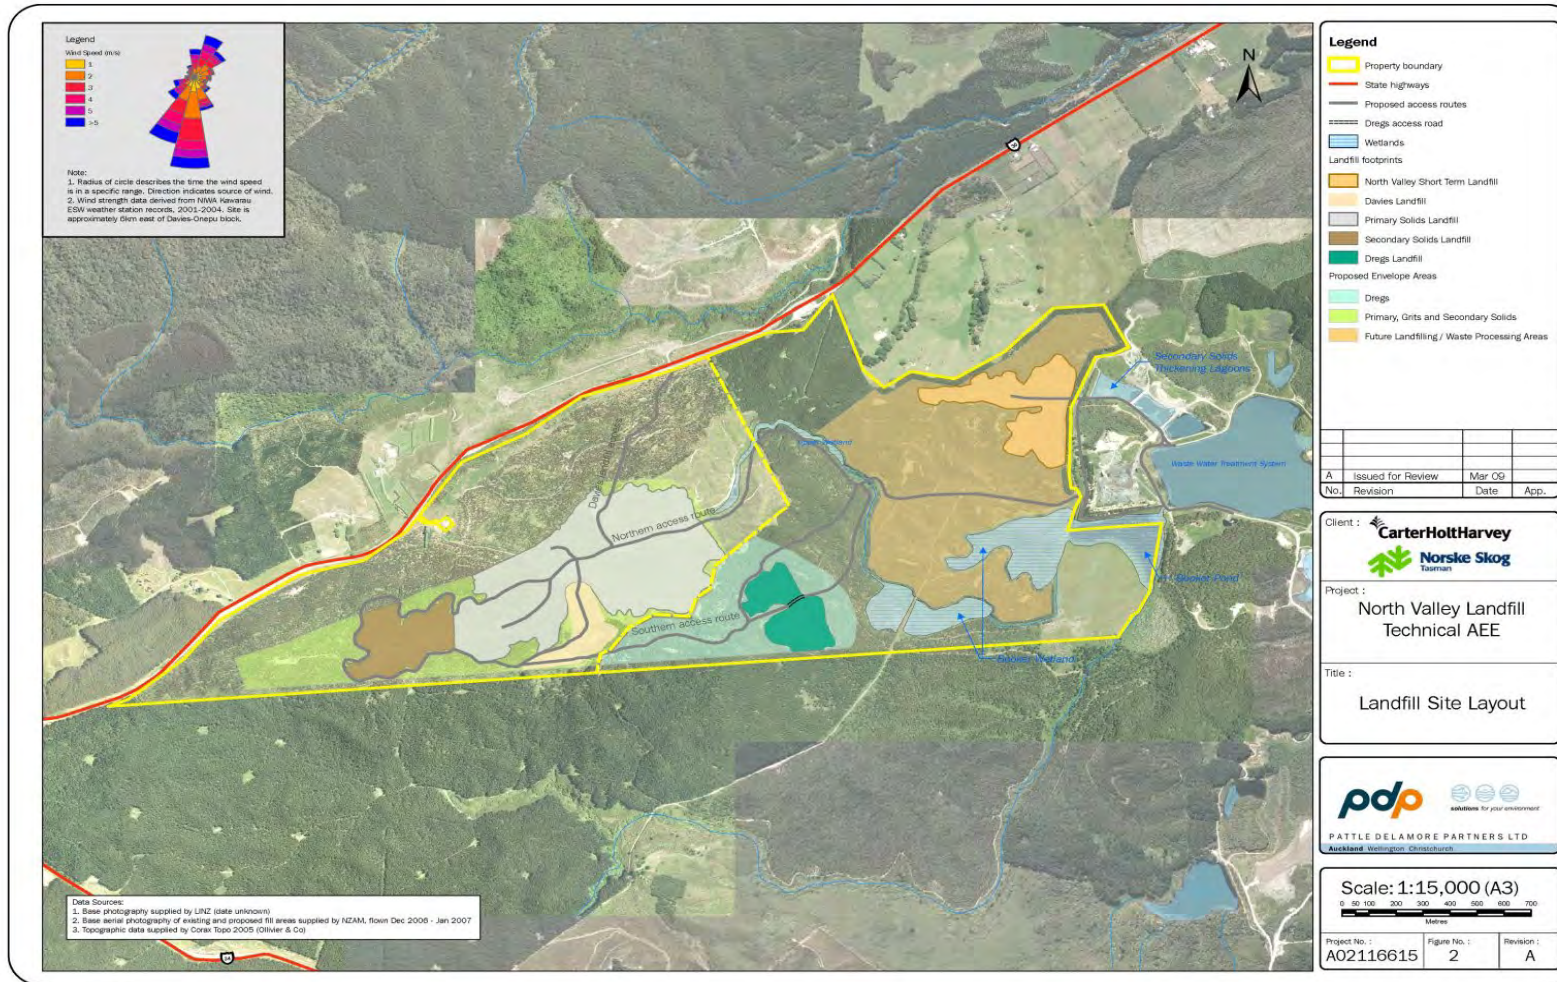 Legend
Wind Speed (m/s)
1
2
3
4
5
>5
Note:
1. Radius of circle describes the time the wind speed
is in a specific range. Direction indicates source of wind.
2. Wind strength data derived from NIWA Kawarau
ESW weather station records, 2001-2004. Site is
approximately 6km east of Davies-Onepu block.
N
Secondary Solids
Thickening Lagoons
Wetland
Waste Water Treatment System
Northern access route
Southern access route
Booker Pond
Booker Wetland
34
Data Sources:
1. Base photography supplied by LINZ (date unknown)
2. Base aerial photography of existing and proposed fill areas supplied by NZAM, flown Dec 2006 - Jan 2007
3. Topographic data supplied by Corax Topo 2005 (Ollivier & Co)
Legend
Property boundary
State highways
Proposed access routes
Dregs access road
Wetlands
Landfill footprints
North Valley Short Term Landfill
Davies Landfill
Primary Solids Landfill
Secondary Solids Landfill
Dregs Landfill
Proposed Envelope Areas
Dregs
Primary, Grits and Secondary Solids
Future Landfilling / Waste Processing Areas
A Issued for Review Mar 09
No. Revision Date App.
Client :
CarterHoltHarvey
Norske Skog
Tasman
Project :
North Valley Landfill
Technical AEE
Title :
Landfill Site Layout
pdp
solutions for your environment
PATTLE DELAMORE PARTNERS LTD
Auckland Wellington Christchurch
Scale: 1:15,000 (A3)
0 50 100 200 300 400 500 600 700
Metres
Project No. : Figure No. : Revision :
A02116615 2 A